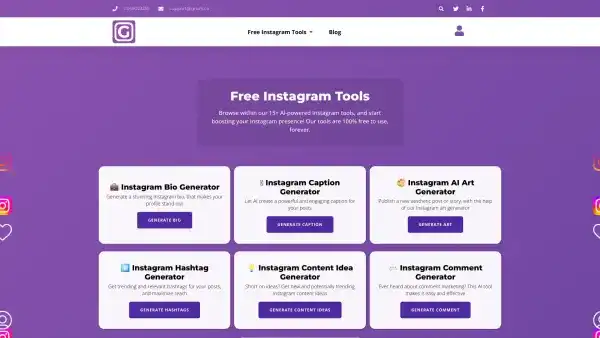 G
Free Instagram Tools
Blog
Free Instagram Tools
Browse within our 15+ AI-powered Instagram tools, and start
boosting your instagram presence! Our tools are 100% free to use,
forever.
Instagram Bio Generator
Generate a stunning Instagram bio, that makes your
profile stand out.
GENERATE BIO
Instagram Caption
Generator
Let AI create a powerful and engaging caption for
your posts.
GENERATE CAPTION
Instagram AI Art
Generator
Publish a new aesthetic post or story, with the help
of our Instagram art generator
GENERATE ART
Instagram Hashtag
Generator
Get trending and relevant hashtags for your posts,
and maximize reach
GENERATE HASHTAGS
Instagram Content Idea
Generator
Short on ideas? Get new and potentially trending
Instagram content ideas
GENERATE CONTENT IDEAS
Instagram Comment
Generator
Ever heard about comment marketing? This AI tool
makes it easy and effective
GENERATE COMMENT